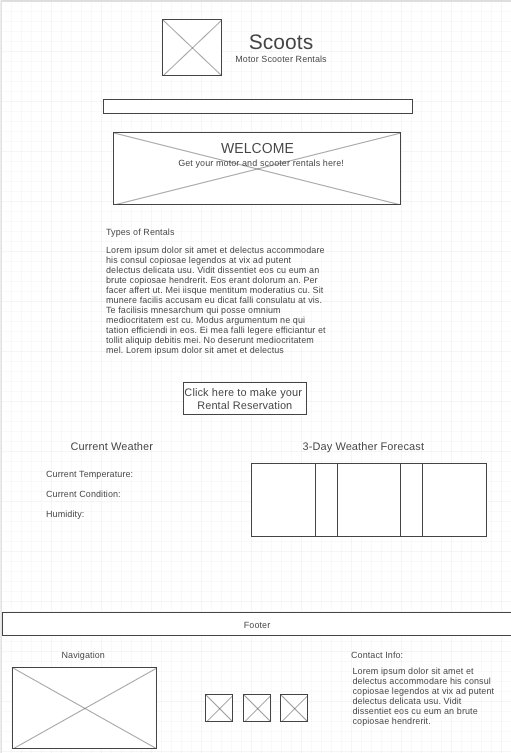 Scoots
Motor Scooter Rentals
WELCOME
Get your motor and scooter rentals here!
Types of Rentals
Lorem ipsum dolor sit amet et delectus accommodare
his consul copiosae legendos at vix ad putent
delectus delicata usu. Vidit dissentiet eos cu eum an
brute copiosae hendrerit. Eos erant dolorum an. Per
facer affert ut. Mei iisque mentitum moderatius cu. Sit
munere facilis accusam eu dicat falli consulatu at vis.
Te facilisis mnesarchum qui posse omnium
mediocritatem est cu. Modus argumentum ne qui
tation efficiendi in eos. Ei mea falli legere efficiantur et
tollit aliquip debitis mei. No deserunt mediocritatem
mel. Lorem ipsum dolor sit amet et delectus
Click here to make your
Rental Reservation
Current Weather
3-Day Weather Forecast
Current Temperature:
Current Condition:
Humidity:
Footer
Navigation
Contact Info:
Lorem ipsum dolor sit amet et
delectus accommodare his consul
copiosae legendos at vix ad putent
delectus delicata usu. Vidit
dissentiet eos cu eum an brute
copiosae hendrerit.